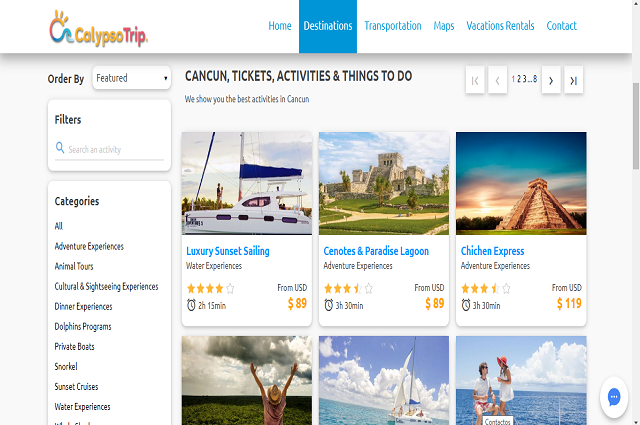 CalypsoTrip.
Home Destinations Transportation Maps Vacations Rentals Contact
Order By Featured
CANCUN, TICKETS, ACTIVITIES & THINGS TO DO
1 2 3 ... 8
We show you the best activities in Cancun
Filters
Search an activity
Categories
All
Adventure Experiences
Animal Tours
Cultural & Sightseeing Experiences
Dinner Experiences
Dolphins Programs
Private Boats
Snorkel
Sunset Cruises
Water Experiences
Luxury Sunset Sailing
Water Experiences
From USD
2h 15min
$ 89
Cenotes & Paradise Lagoon
Adventure Experiences
From USD
3h 30min
$ 89
Chichen Express
Adventure Experiences
From USD
3h 30min
$ 119
Contactos